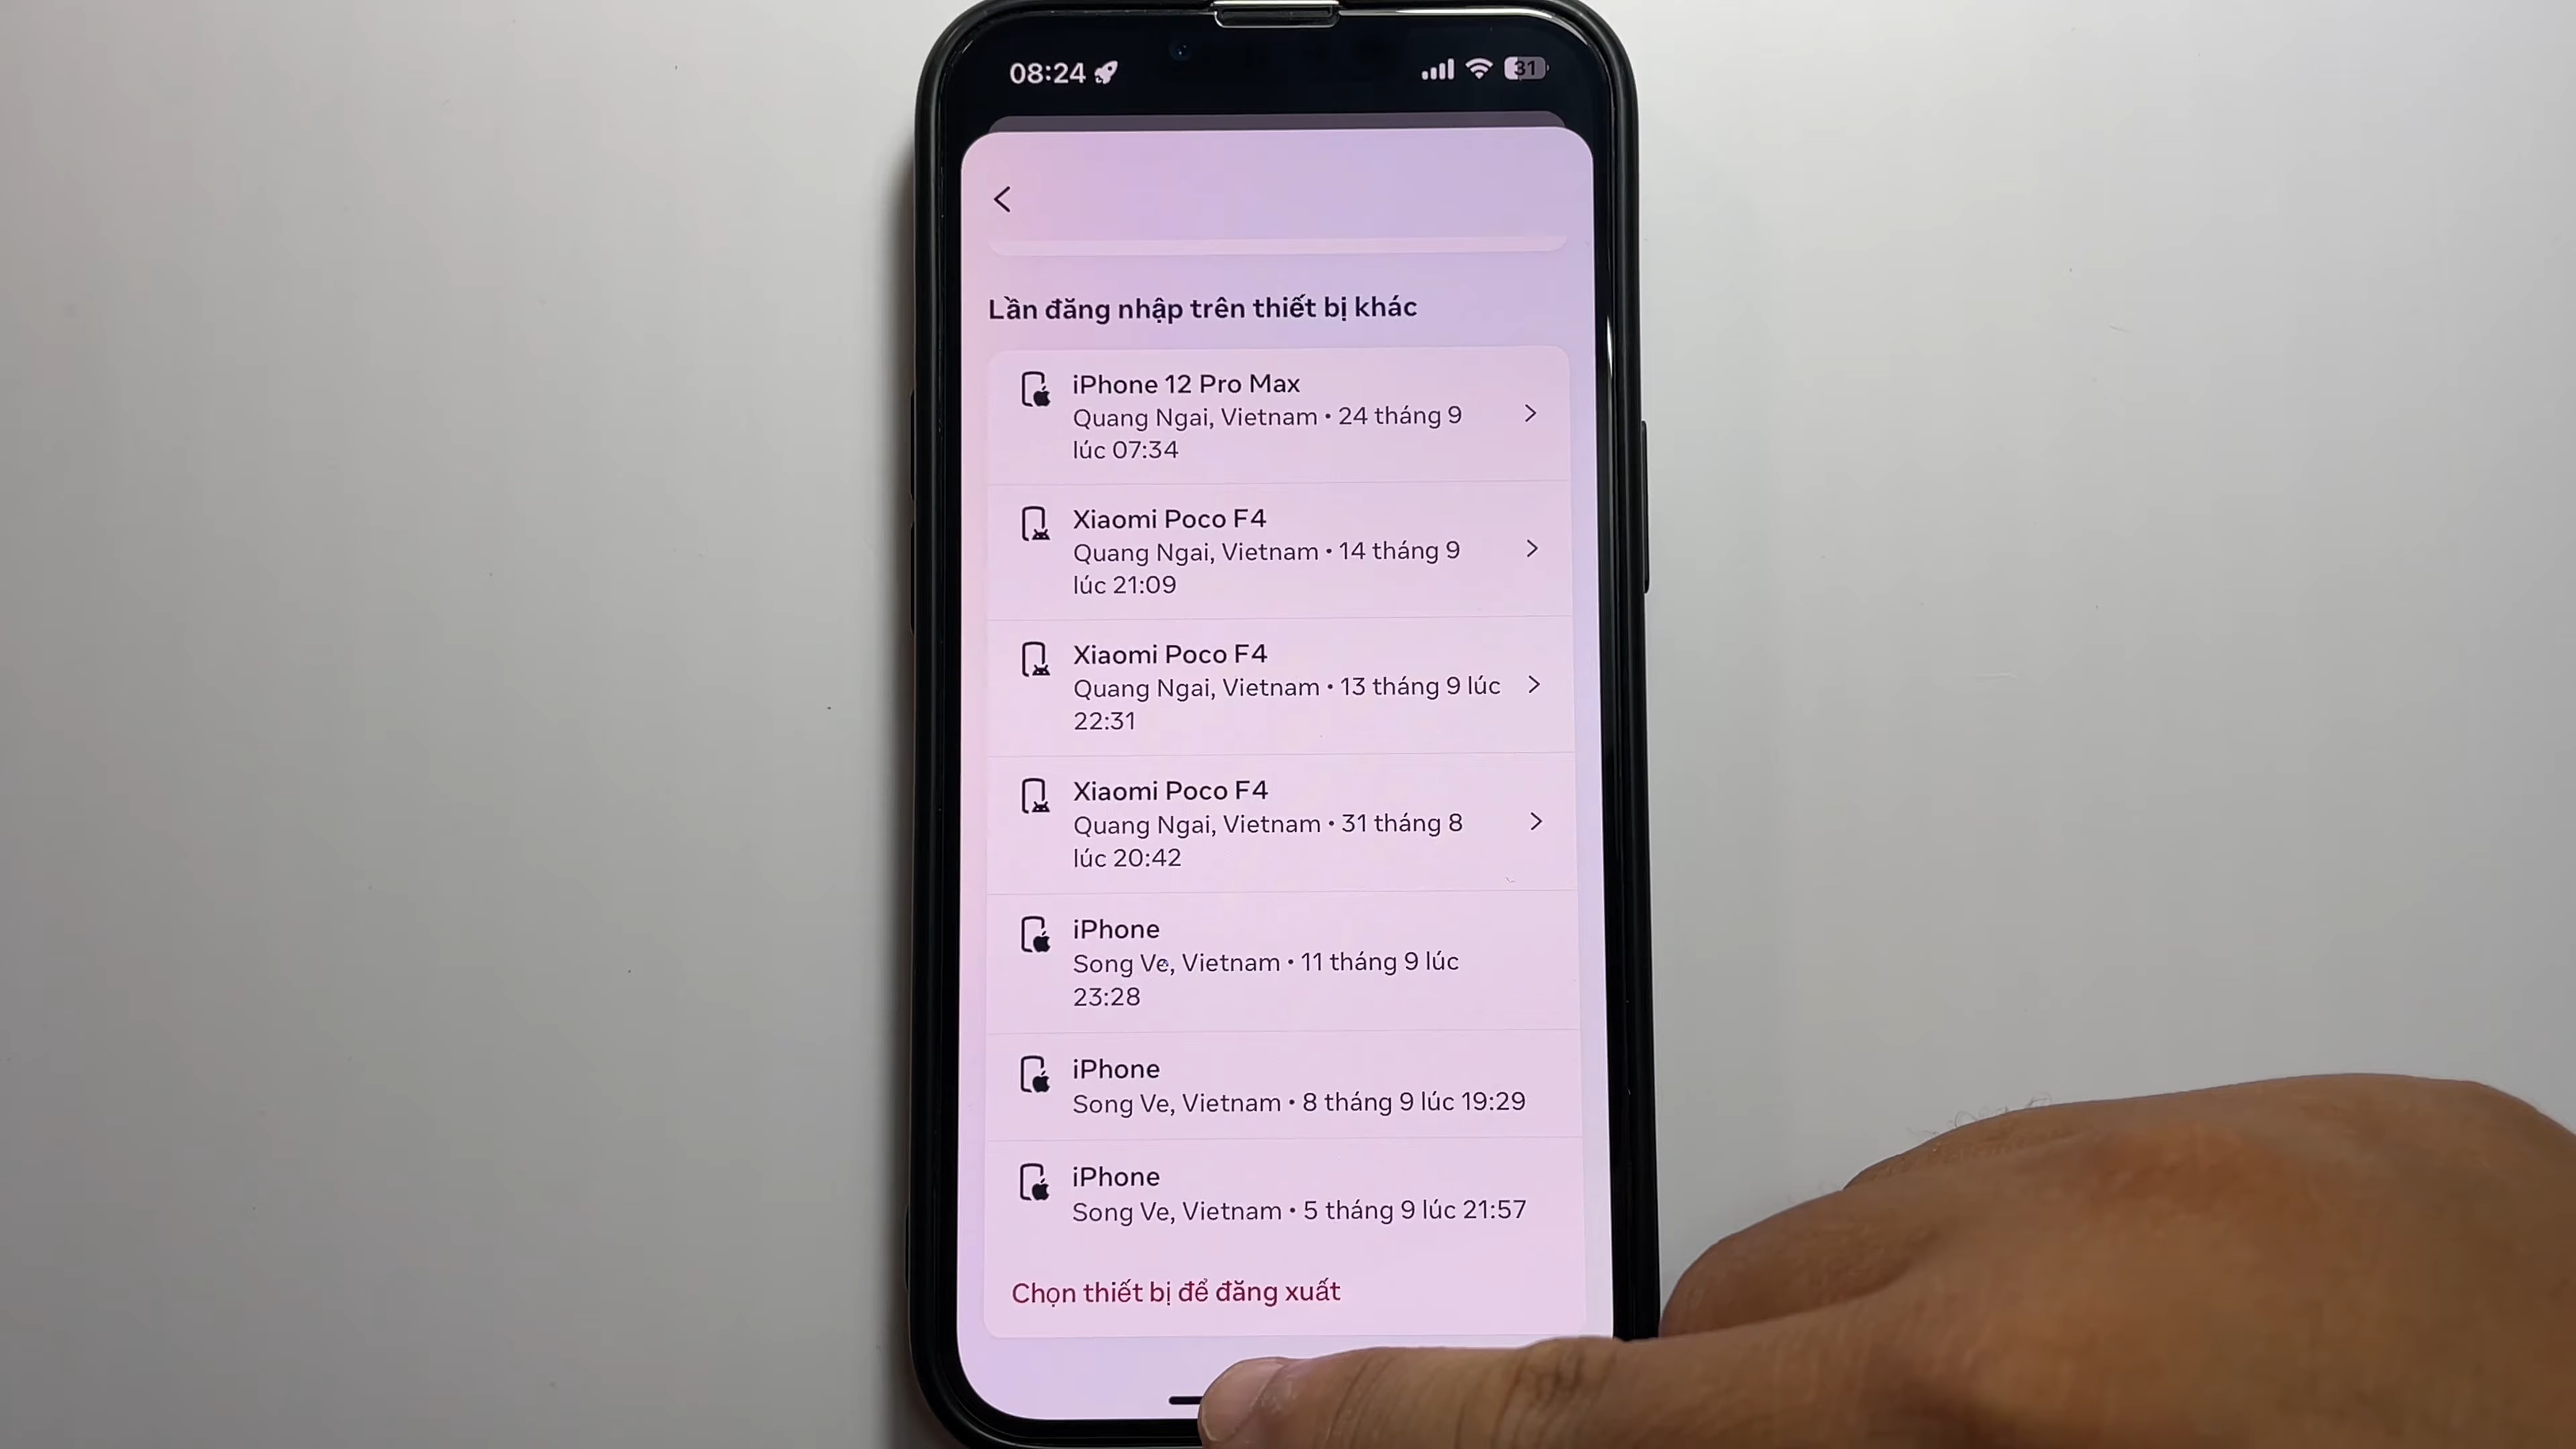 08:24
31
Lần đăng nhập trên thiết bị khác
iPhone 12 Pro Max
Quang Ngai, Vietnam • 24 tháng 9
lúc 07:34
Xiaomi Poco F4
Quang Ngai, Vietnam • 14 tháng 9
lúc 21:09
Xiaomi Poco F4
Quang Ngai, Vietnam • 13 tháng 9 lúc
22:31
Xiaomi Poco F4
Quang Ngai, Vietnam • 31 tháng 8
lúc 20:42
iPhone
Song Ve, Vietnam • 11 tháng 9 lúc
23:28
iPhone
Song Ve, Vietnam • 8 tháng 9 lúc 19:29
iPhone
Song Ve, Vietnam • 5 tháng 9 lúc 21:57
Chọn thiết bị để đăng xuất